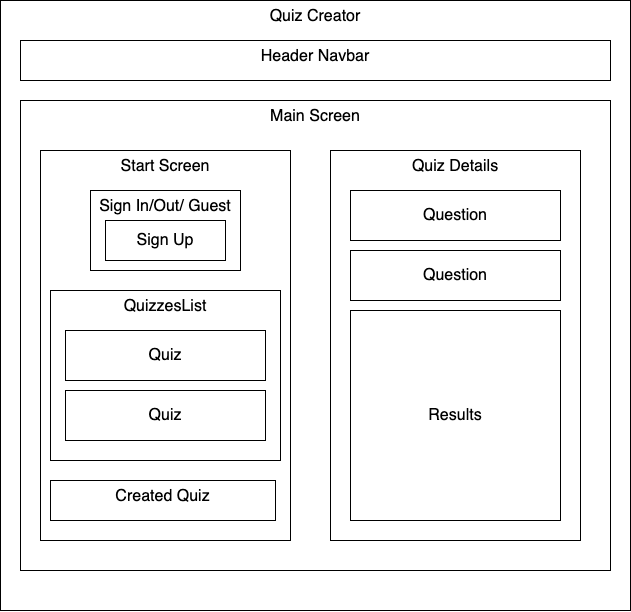 Quiz Creator
Header Navbar
Main Screen
Start Screen
Sign In/Out/ Guest
Sign Up
QuizzesList
Quiz
Quiz
Created Quiz
Quiz Details
Question
Question
Results